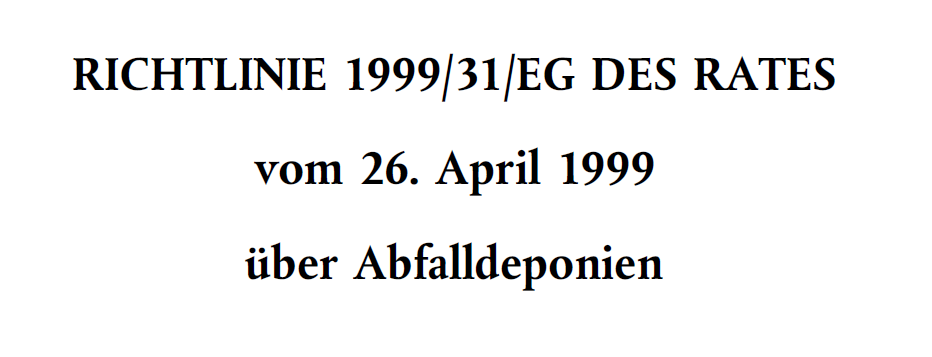 RICHTLINIE 1999/31/EG DES RATES
vom 26. April 1999
über Abfalldeponien